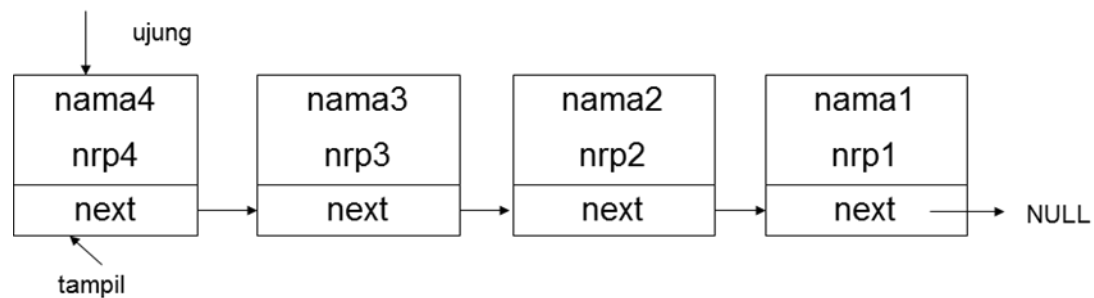 ujung
nama4
nrp4
next
nama3
nrp3
next
nama2
nrp2
next
nama1
nrp1
next
NULL
tampil